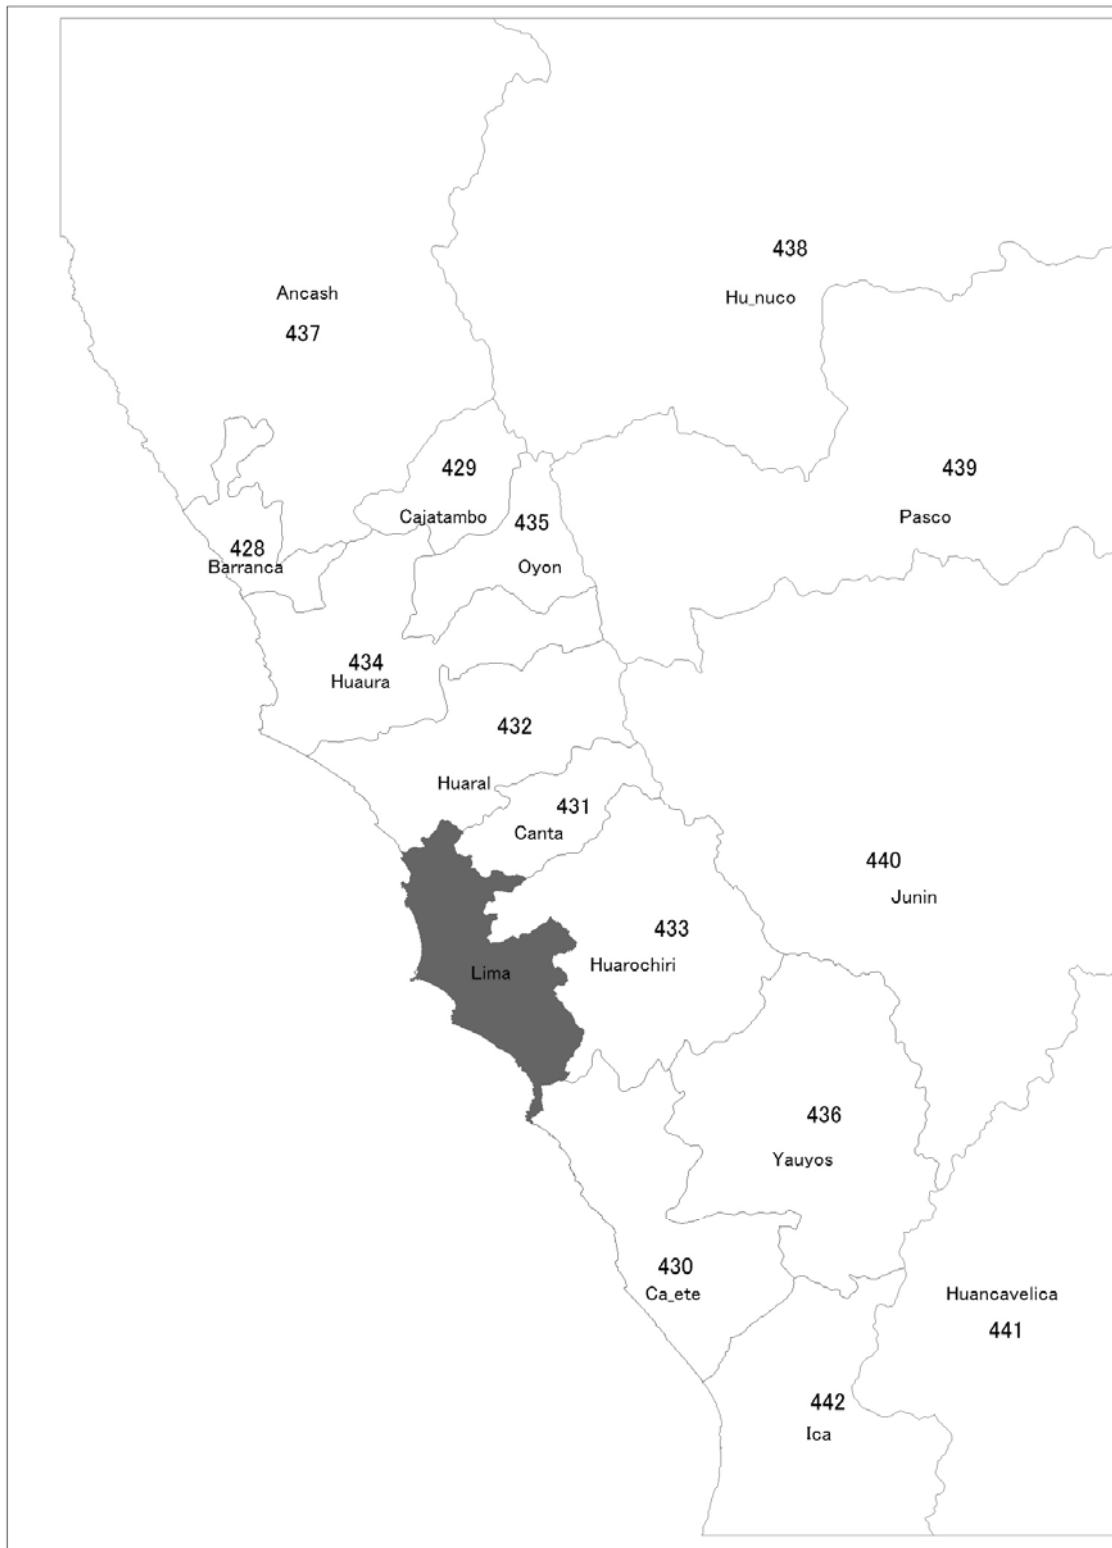 438
Ancash
Hu_nuco
437
429
439
Cajatambo
435
Pasco
428
Barranca
Oyon
434
Huaura
432
Huaral
431
Canta
440
Junin
433
Huarochiri
Lima
436
Yauyos
430
Ca_ete
Huancavelica
441
442
Ica